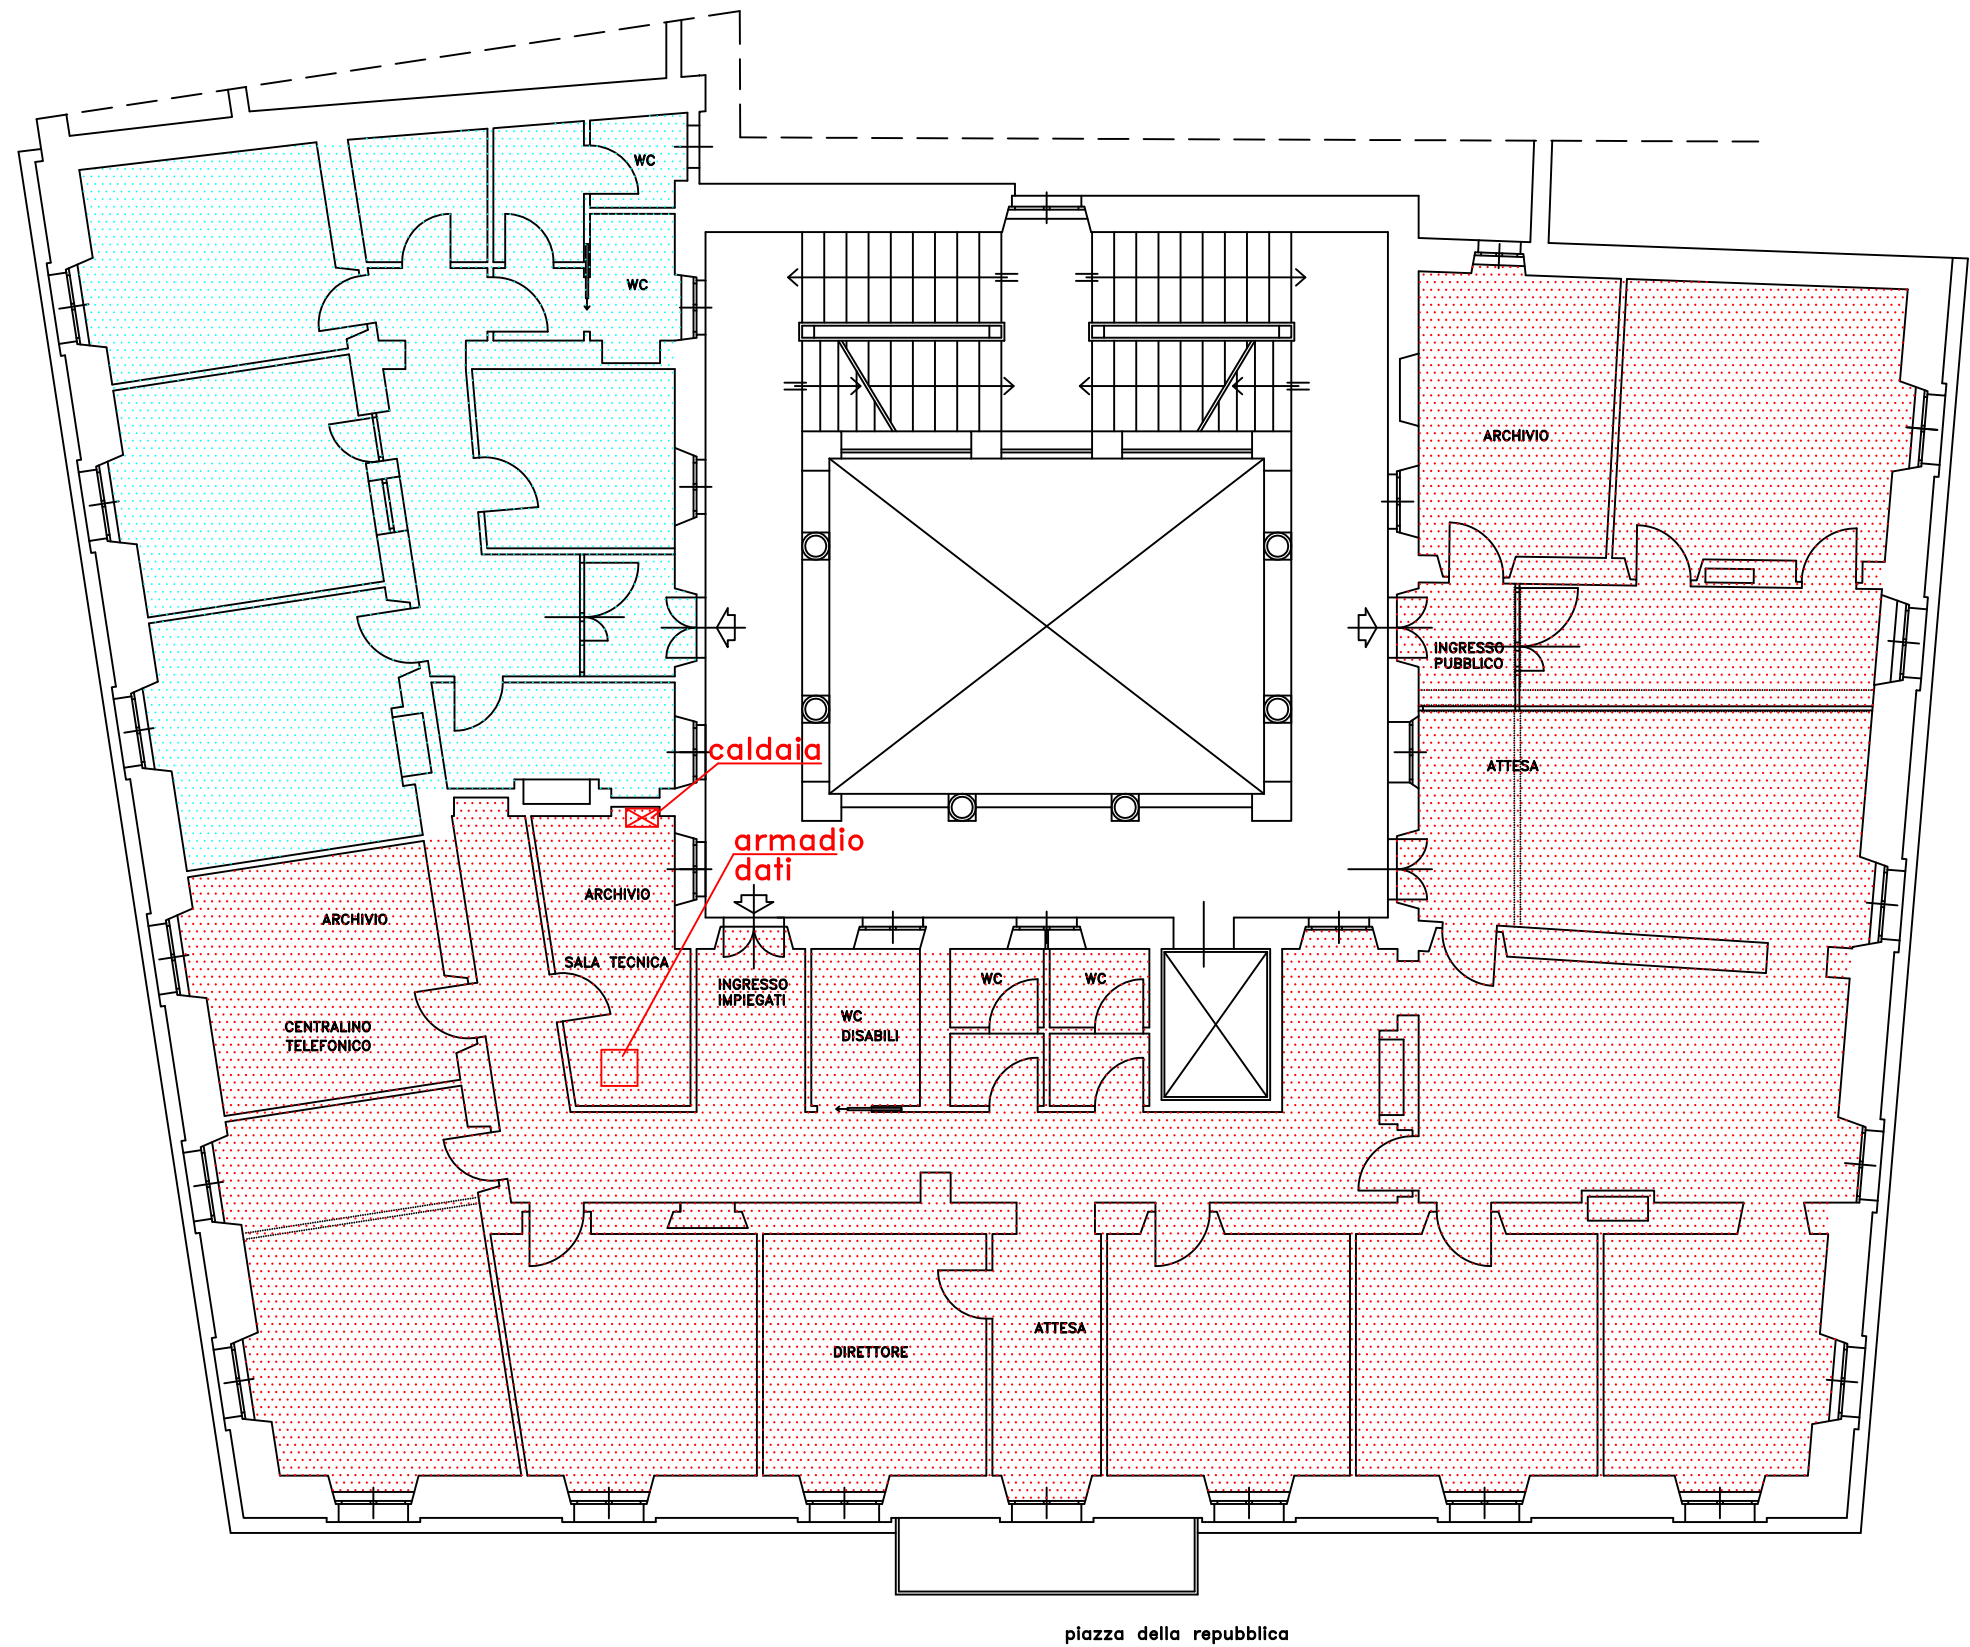 WC
WC
ARCHIVIO
INGRESSO
PUBBLICO
caldaia
ATTESA
armadio
dati
ARCHIVIO
ARCHIVIO
SALA TECNICA
INGRESSO
IMPIEGATI
WC
WC
WC
DISABILI
CENTRALINO
TELEFONICO
ATTESA
DIRETTORE
piazza della repubblica